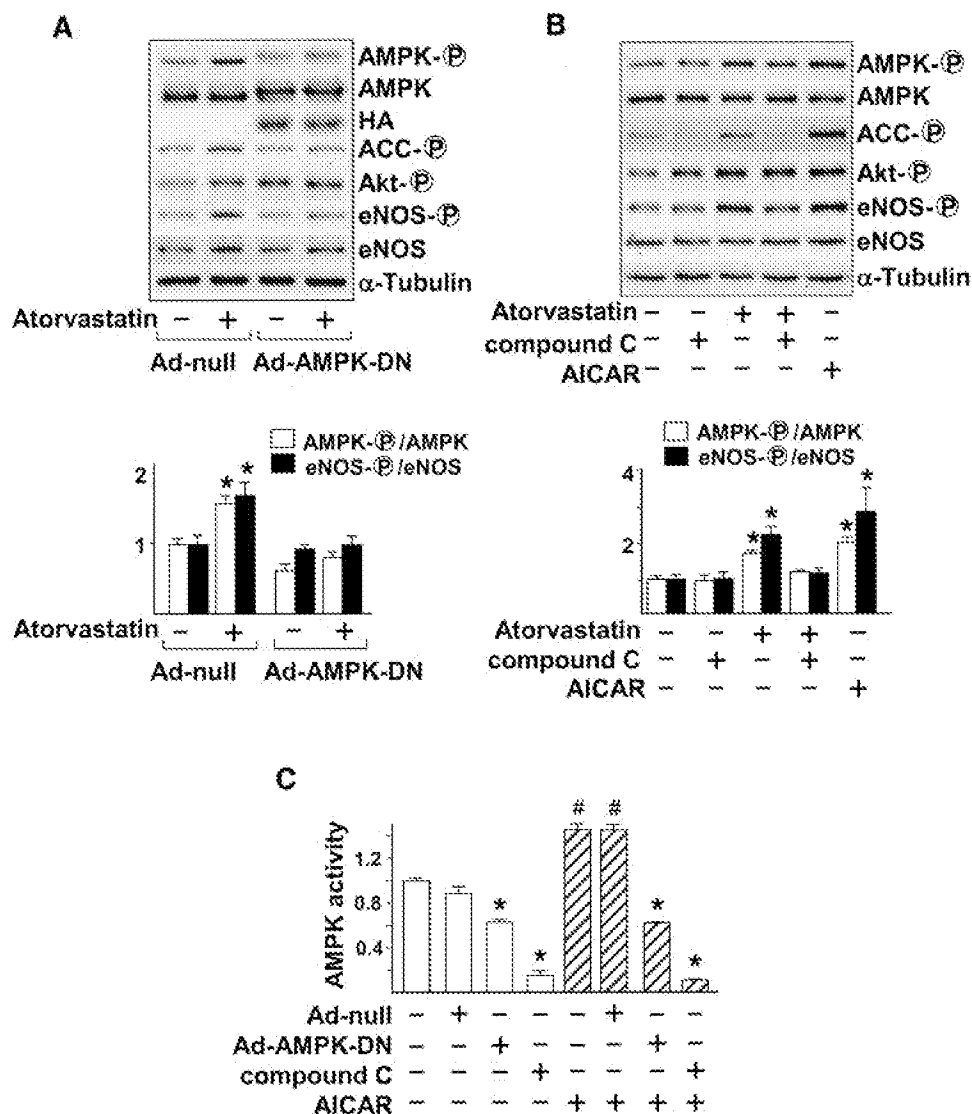 A
AMPK-Ⓟ
AMPK
HA
ACC-Ⓟ
Akt-Ⓟ
eNOS-Ⓟ
eNOS
α-Tubulin
Atorvastatin − + − +
Ad-null Ad-AMPK-DN
AMPK-Ⓟ/AMPK
eNOS-Ⓟ/eNOS
2
1
* *
Atorvastatin − + − +
Ad-null Ad-AMPK-DN
B
AMPK-Ⓟ
AMPK
ACC-Ⓟ
Akt-Ⓟ
eNOS-Ⓟ
eNOS
α-Tubulin
Atorvastatin − − + + −
compound C − + − + −
AICAR − − − − +
AMPK-Ⓟ/AMPK
eNOS-Ⓟ/eNOS
4
2
* * * *
Atorvastatin − − + + −
compound C − + − + −
AICAR − − − − +
C
AMPK activity
1.2
0.8
0.4
* * # # * *
Ad-null − + − − − + − −
Ad-AMPK-DN − − + − − − + −
compound C − − − + − − − +
AICAR − − − − + + + +